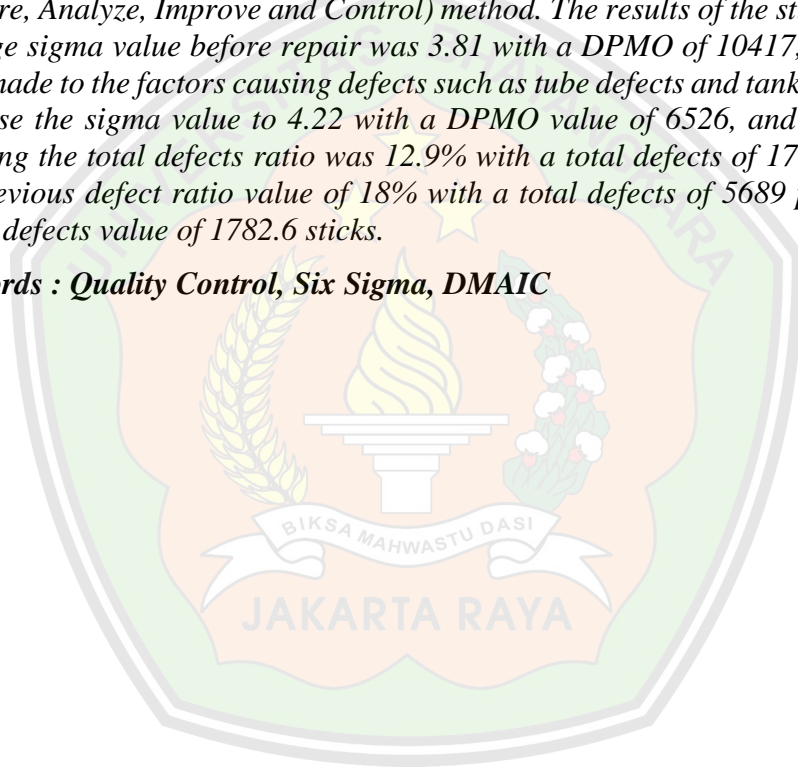 re, Analyze, Improve and Control) method. The results of the st
ge sigma value before repair was 3.81 with a DPMO of 10417,
made to the factors causing defects such as tube defects and tank
se the sigma value to 4.22 with a DPMO value of 6526, and
ng the total defects ratio was 12.9% with a total defects of 17
evious defect ratio value of 18% with a total defects of 5689 p
defects value of 1782.6 sticks.
rds : Quality Control, Six Sigma, DMAIC
UNIVERSITAS BHAYANGKARA
BIKSA MAHWASTU DASI
JAKARTA RAYA